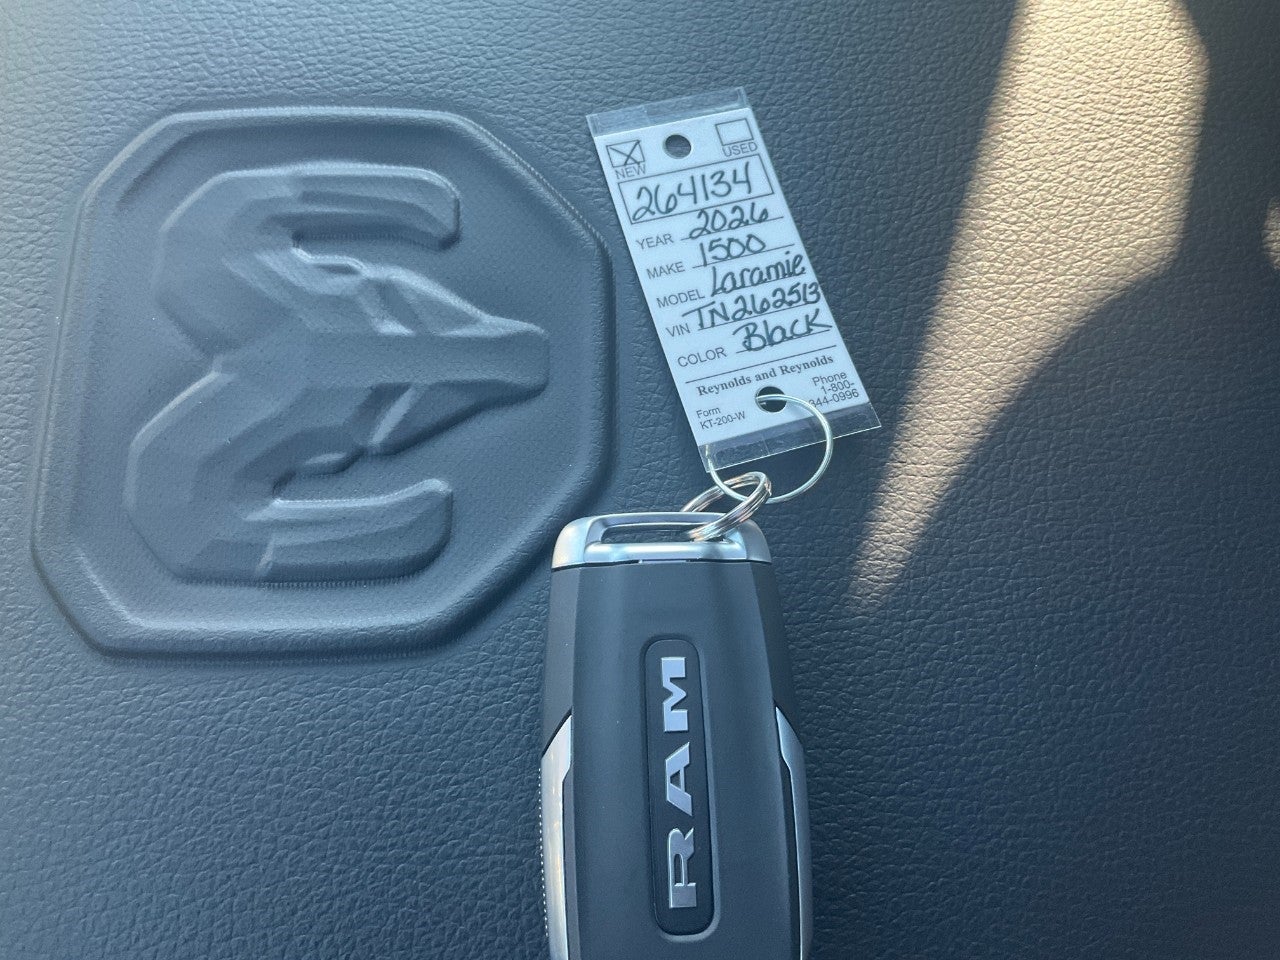 NEW
USED
264134
YEAR 2026
MAKE 1500
MODEL Laramie
VIN TN262513
COLOR Black
Reynolds and Reynolds
Form
KT-200-W
Phone
1-800-
344-0996
RAM